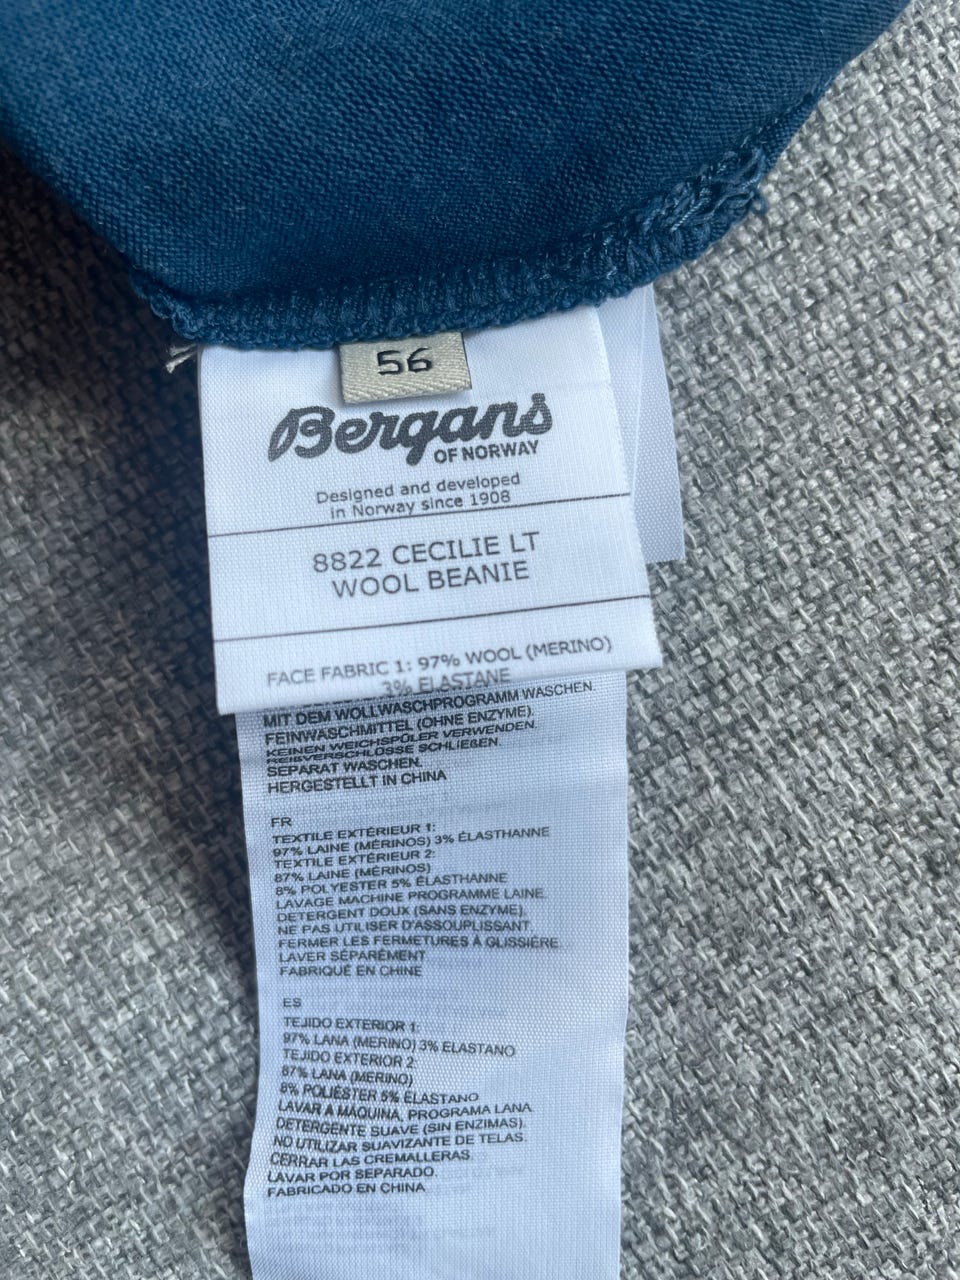 56
Bergans
OF NORWAY
Designed and developed
in Norway since 1908
8822 CECILIE LT
WOOL BEANIE
FACE FABRIC 1: 97% WOOL (MERINO)
3% ELASTANE
MIT DEM WOLLWASCHPROGRAMM WASCHEN.
FEINWASCHMITTEL (OHNE ENZYME).
KEINEN WEICHSPÜLER VERWENDEN.
REIßVERSCHLÜSSE SCHLIEßEN.
SEPARAT WASCHEN.
HERGESTELLT IN CHINA
FR
TEXTILE EXTÉRIEUR 1:
97% LAINE (MÉRINOS) 3% ÉLASTHANNE
TEXTILE EXTÉRIEUR 2:
87% LAINE (MÉRINOS)
8% POLYESTER 5% ÉLASTHANNE
LAVAGE MACHINE PROGRAMME LAINE.
DETERGENT DOUX (SANS ENZYME).
NE PAS UTILISER D'ASSOUPLISSANT.
FERMER LES FERMETURES À GLISSIÈRE.
LAVER SÉPARÉMENT
FABRIQUÉ EN CHINE
ES
TEJIDO EXTERIOR 1:
97% LANA (MERINO) 3% ELASTANO
TEJIDO EXTERIOR 2:
87% LANA (MERINO)
8% POLIÉSTER 5% ELASTANO
LAVAR A MÁQUINA, PROGRAMA LANA.
DETERGENTE SUAVE (SIN ENZIMAS).
NO UTILIZAR SUAVIZANTE DE TELAS.
CERRAR LAS CREMALLERAS.
LAVAR POR SEPARADO.
FABRICADO EN CHINA